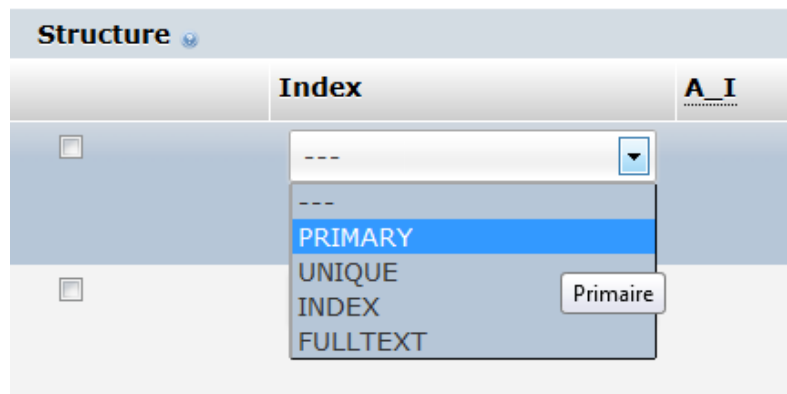 Structure
Index A_I
---
---
PRIMARY
UNIQUE
Primaire
INDEX
FULLTEXT